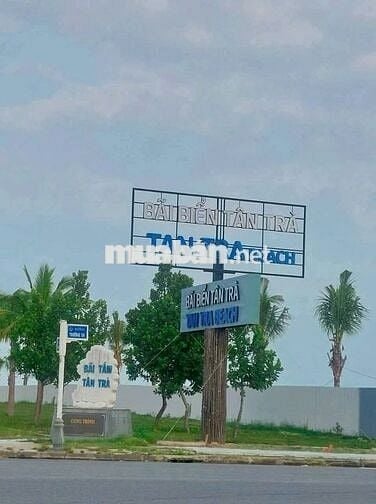 BÃI BIỂN TÂN TRÀ
TAN TRA BEACH
muaban.net
BÃI BIỂN TÂN TRÀ
TAN TRA BEACH
BÃI TẮM
TÂN TRÀ